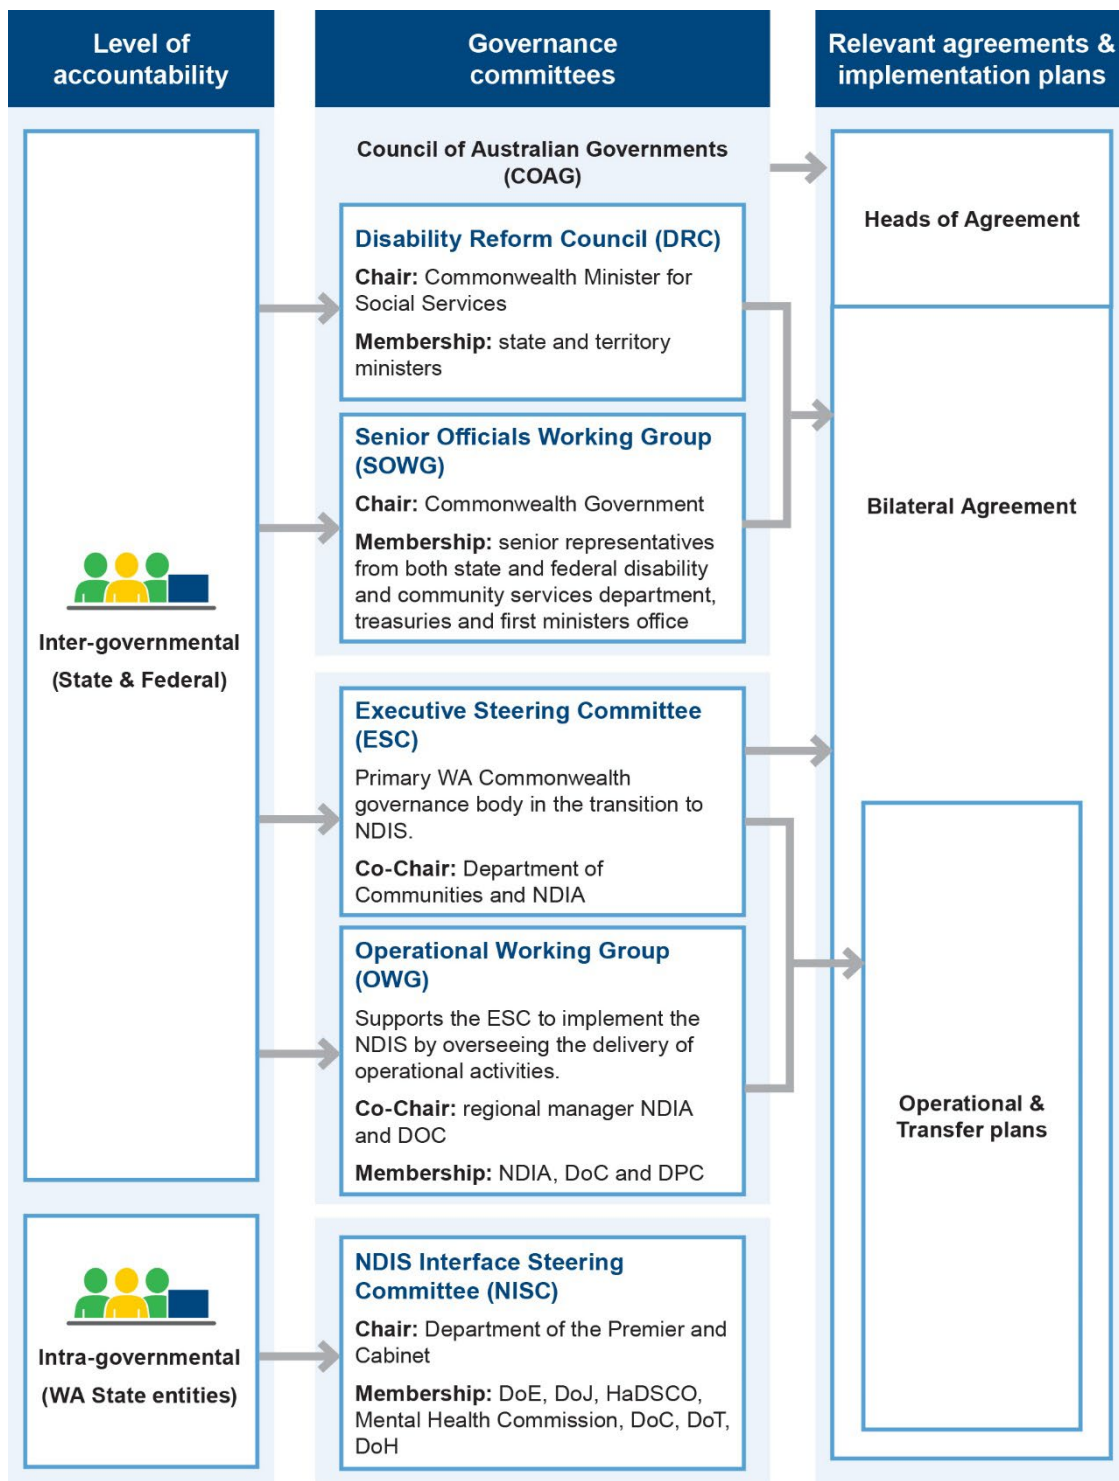 Level of
accountability
Governance
committees
Relevant agreements &
implementation plans
Inter-governmental
(State & Federal)
Council of Australian Governments
(COAG)
Disability Reform Council (DRC)
Chair: Commonwealth Minister for
Social Services
Membership: state and territory
ministers
Senior Officials Working Group
(SOWG)
Chair: Commonwealth Government
Membership: senior representatives
from both state and federal disability
and community services department,
treasuries and first ministers office
Executive Steering Committee
(ESC)
Primary WA Commonwealth
governance body in the transition to
NDIS.
Co-Chair: Department of
Communities and NDIA
Operational Working Group
(OWG)
Supports the ESC to implement the
NDIS by overseeing the delivery of
operational activities.
Co-Chair: regional manager NDIA
and DOC
Membership: NDIA, DoC and DPC
Heads of Agreement
Bilateral Agreement
Operational &
Transfer plans
Intra-governmental
(WA State entities)
NDIS Interface Steering
Committee (NISC)
Chair: Department of the Premier and
Cabinet
Membership: DoE, DoJ, HaDSCO,
Mental Health Commission, DoC, DoT,
DoH